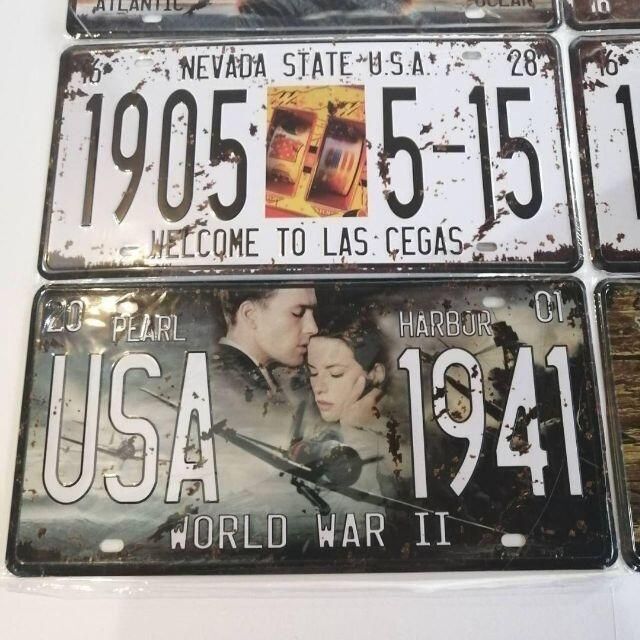 ATLANTIC OCEAN
16 NEVADA STATE U.S.A. 28
1905 5-15
WELCOME TO LAS CEGAS
20 PEARL HARBOR 01
USA 1941
WORLD WAR II